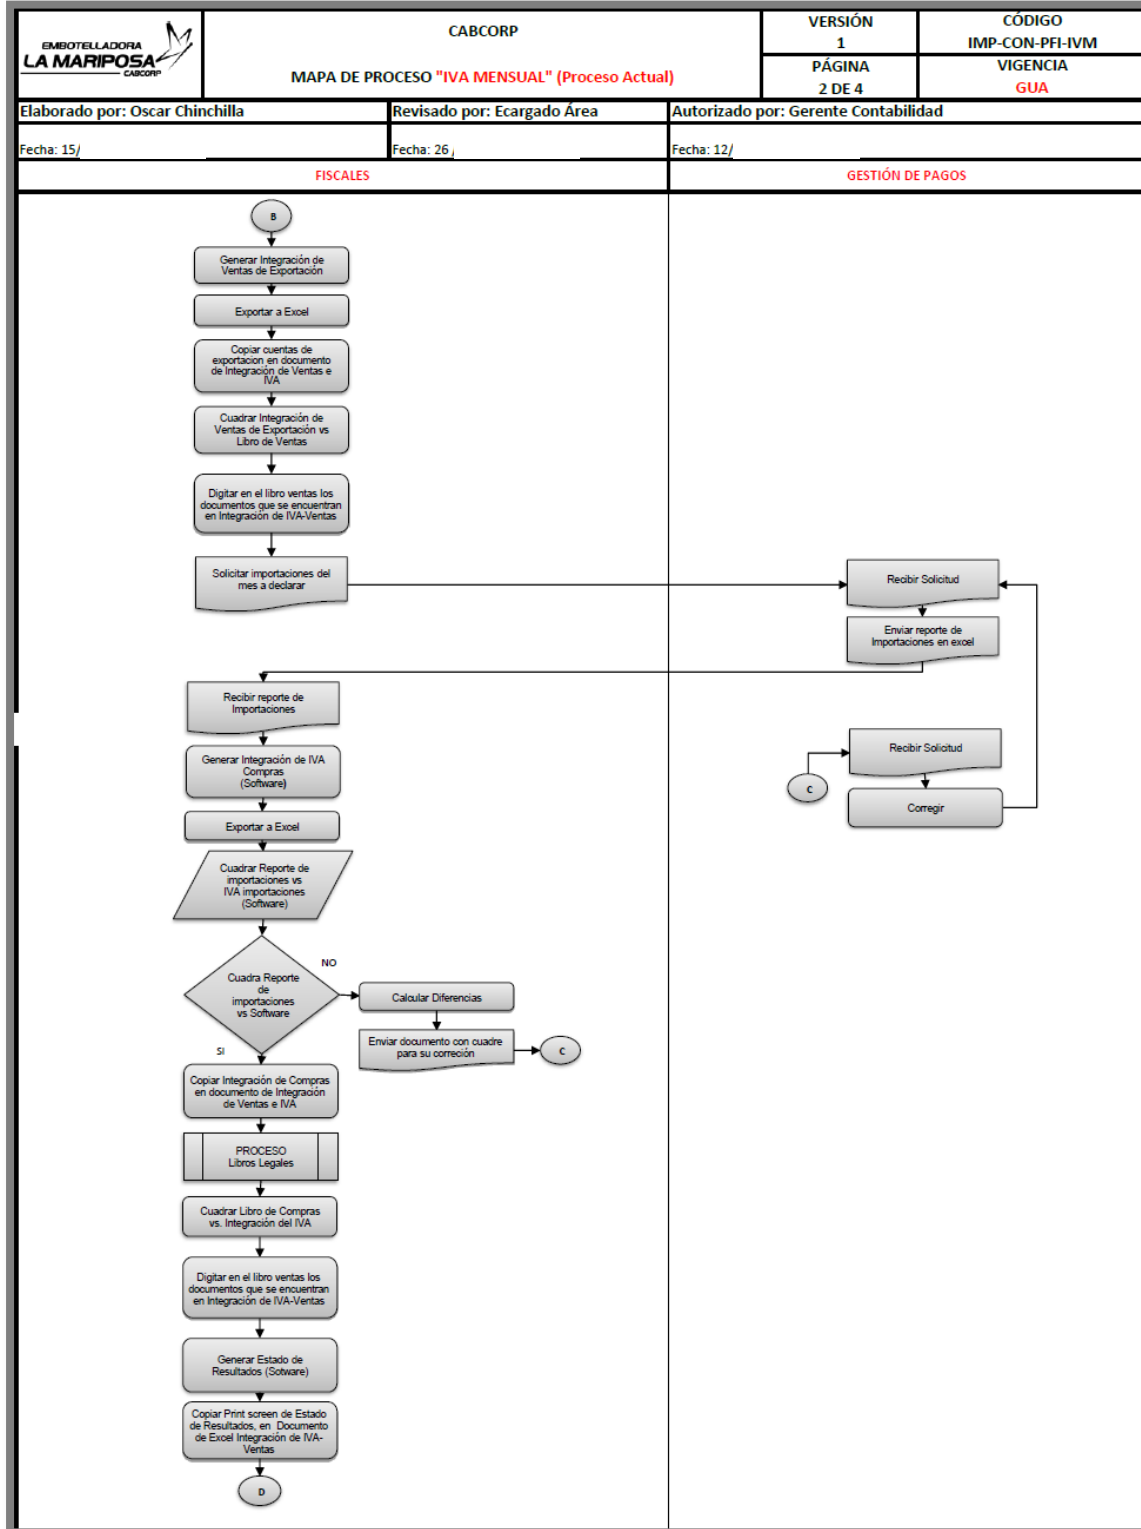 EMBOTELLADORA
LA MARIPOSA
CABCORP
CABCORP
MAPA DE PROCESO "IVA MENSUAL" (Proceso Actual)
VERSIÓN
1
CÓDIGO
IMP-CON-PFI-IVM
PÁGINA
2 DE 4
VIGENCIA
GUA
Elaborado por: Oscar Chinchilla
Revisado por: Ecargado Área
Autorizado por: Gerente Contabilidad
Fecha: 15/
Fecha: 26 /
Fecha: 12/
FISCALES
GESTIÓN DE PAGOS
B
Generar Integración de
Ventas de Exportación
Exportar a Excel
Copiar cuentas de
exportacion en documento
de Integración de Ventas e
IVA
Cuadrar Integración de
Ventas de Exportación vs
Libro de Ventas
Digitar en el libro ventas los
documentos que se encuentran
en Integración de IVA-Ventas
Solicitar importaciones del
mes a declarar
Recibir Solicitud
Enviar reporte de
Importaciones en excel
Recibir reporte de
Importaciones
Recibir Solicitud
C
Corregir
Generar Integración de IVA
Compras
(Software)
Exportar a Excel
Cuadrar Reporte de
importaciones vs
IVA importaciones
(Software)
Cuadra Reporte
de
importaciones
vs Software
NO
Calcular Diferencias
Enviar documento con cuadre
para su correción
C
SI
Copiar Integración de Compras
en documento de Integración
de Ventas e IVA
PROCESO
Libros Legales
Cuadrar Libro de Compras
vs. Integración del IVA
Digitar en el libro ventas los
documentos que se encuentran
en Integración de IVA-Ventas
Generar Estado de
Resultados (Sotware)
Copiar Print screen de Estado
de Resultados, en Documento
de Excel Integración de IVA-
Ventas
D